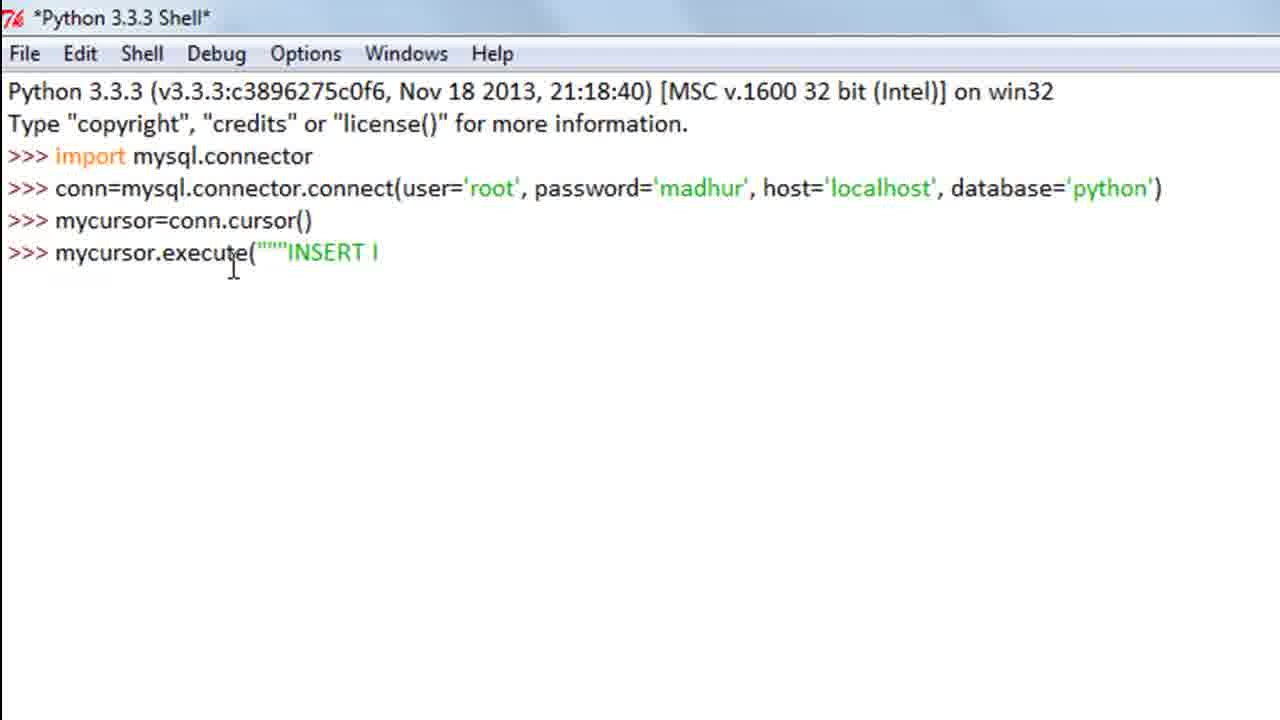 *Python 3.3.3 Shell*
File Edit Shell Debug Options Windows Help
Python 3.3.3 (v3.3.3:c3896275c0f6, Nov 18 2013, 21:18:40) [MSC v.1600 32 bit (Intel)] on win32
Type "copyright", "credits" or "license()" for more information.
>>> import mysql.connector
>>> conn=mysql.connector.connect(user='root', password='madhur', host='localhost', database='python')
>>> mycursor=conn.cursor()
>>> mycursor.execute("""INSERT I